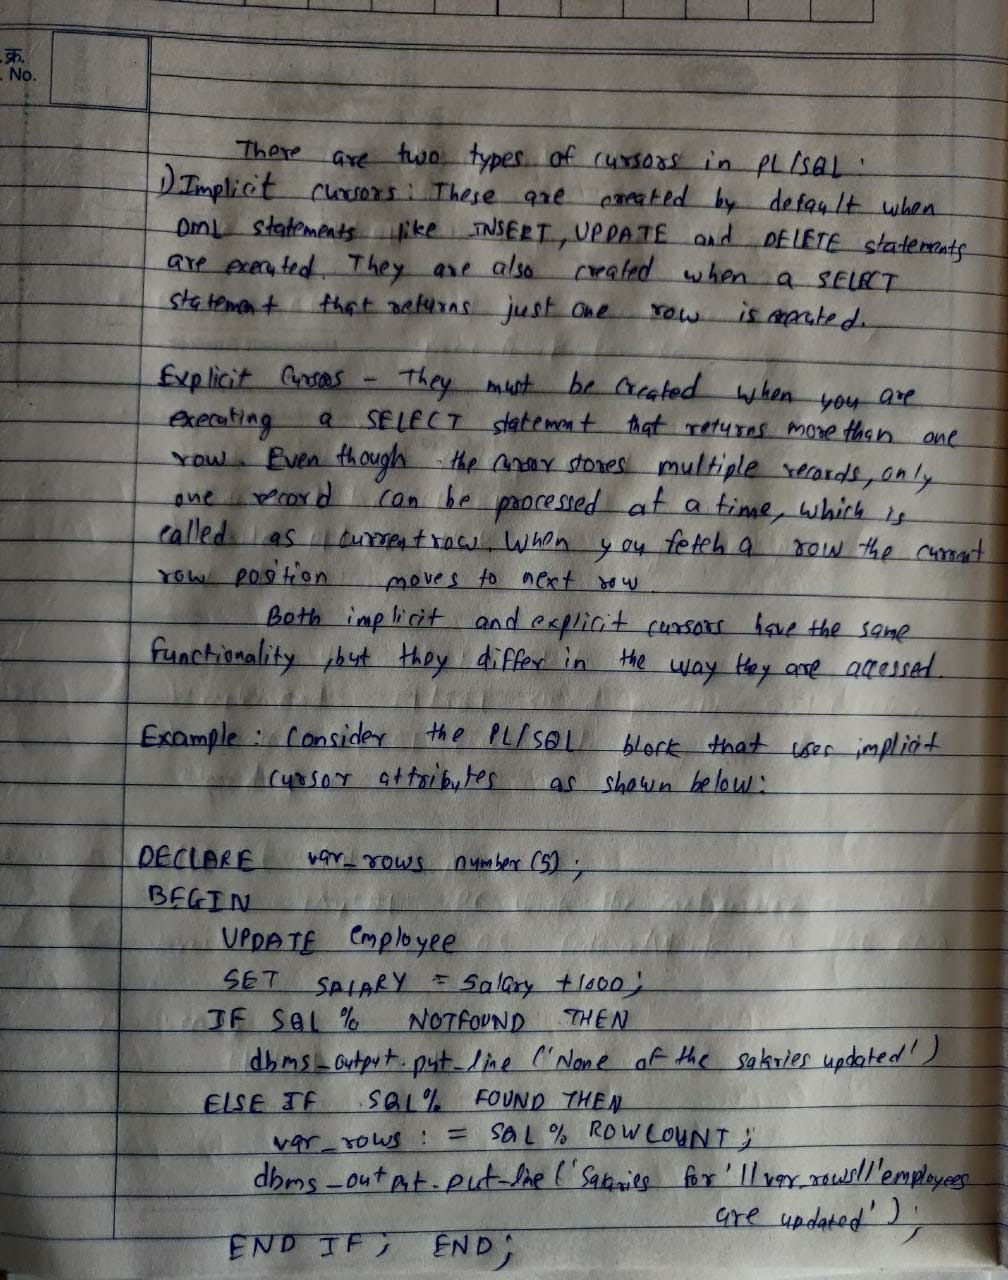 क्र.
. No.
There are two types of cursors in PL/SQL :
1) Implicit cursors : These are created by default when
DML statements like INSERT, UPDATE and DELETE statements
are executed. They are also created when a SELECT
statement that returns just one row is executed.
Explicit Cursors - They must be created when you are
executing a SELECT statement that returns more than one
row. Even though the cursor stores multiple records, only
one record can be processed at a time, which is
called as current row. When you fetch a row the current
row position moves to next row
Both implicit and explicit cursors have the same
functionality, but they differ in the way they are accessed.
Example : Consider the PL/SQL block that uses implicit
cursor attributes as shown below :
DECLARE var_rows number (5) ;
BEGIN
UPDATE Employee
SET SALARY = Salary +1000 ;
IF SQL % NOTFOUND THEN
dbms_output.put_line ('None of the salaries updated')
ELSE IF SQL% FOUND THEN
var_rows : = SQL % ROWCOUNT ;
dbms_output.put_line ('Salaries for' || var_rows||'employees
are updated') ;
END IF ; END ;